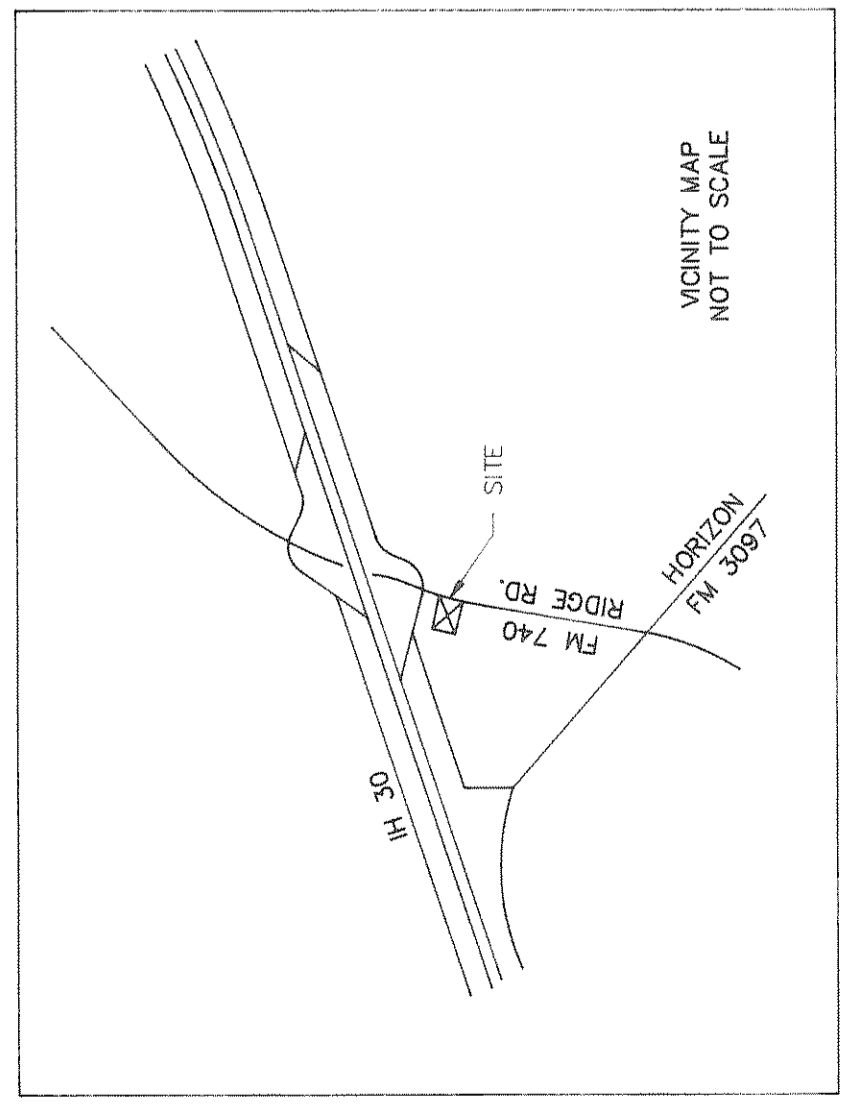 IH 30
SITE
RIDGE RD.
FM 740
HORIZON
FM 3097
VICINITY MAP
NOT TO SCALE